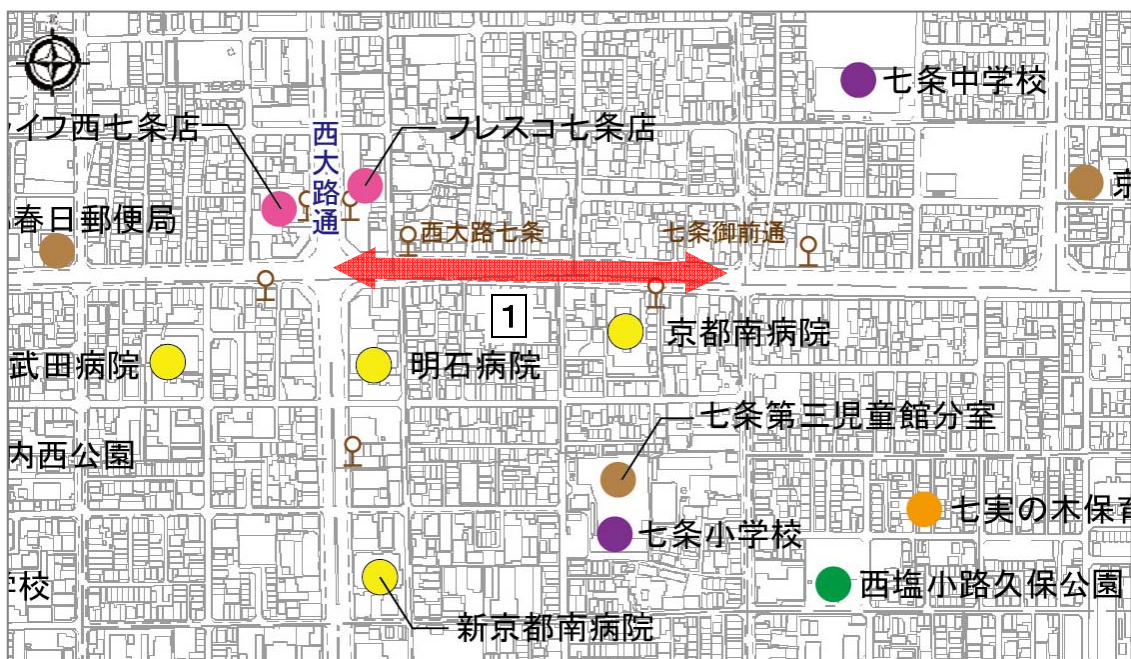 七条中学校
イフ西七条店
フレスコ七条店
西大路通
京
春日郵便局
西大路七条
七条御前通
1
京都南病院
武田病院
明石病院
七条第三児童館分室
内西公園
七実の木保育
七条小学校
学校
西塩小路久保公園
新京都南病院